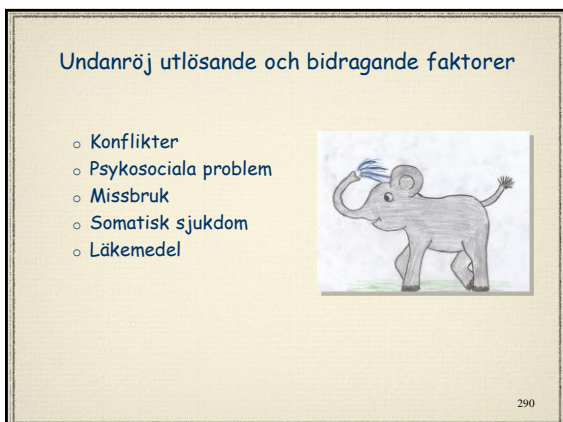 Undanröj utlösande och bidragande faktorer
○ Konflikter
○ Psykosociala problem
○ Missbruk
○ Somatisk sjukdom
○ Läkemedel
290